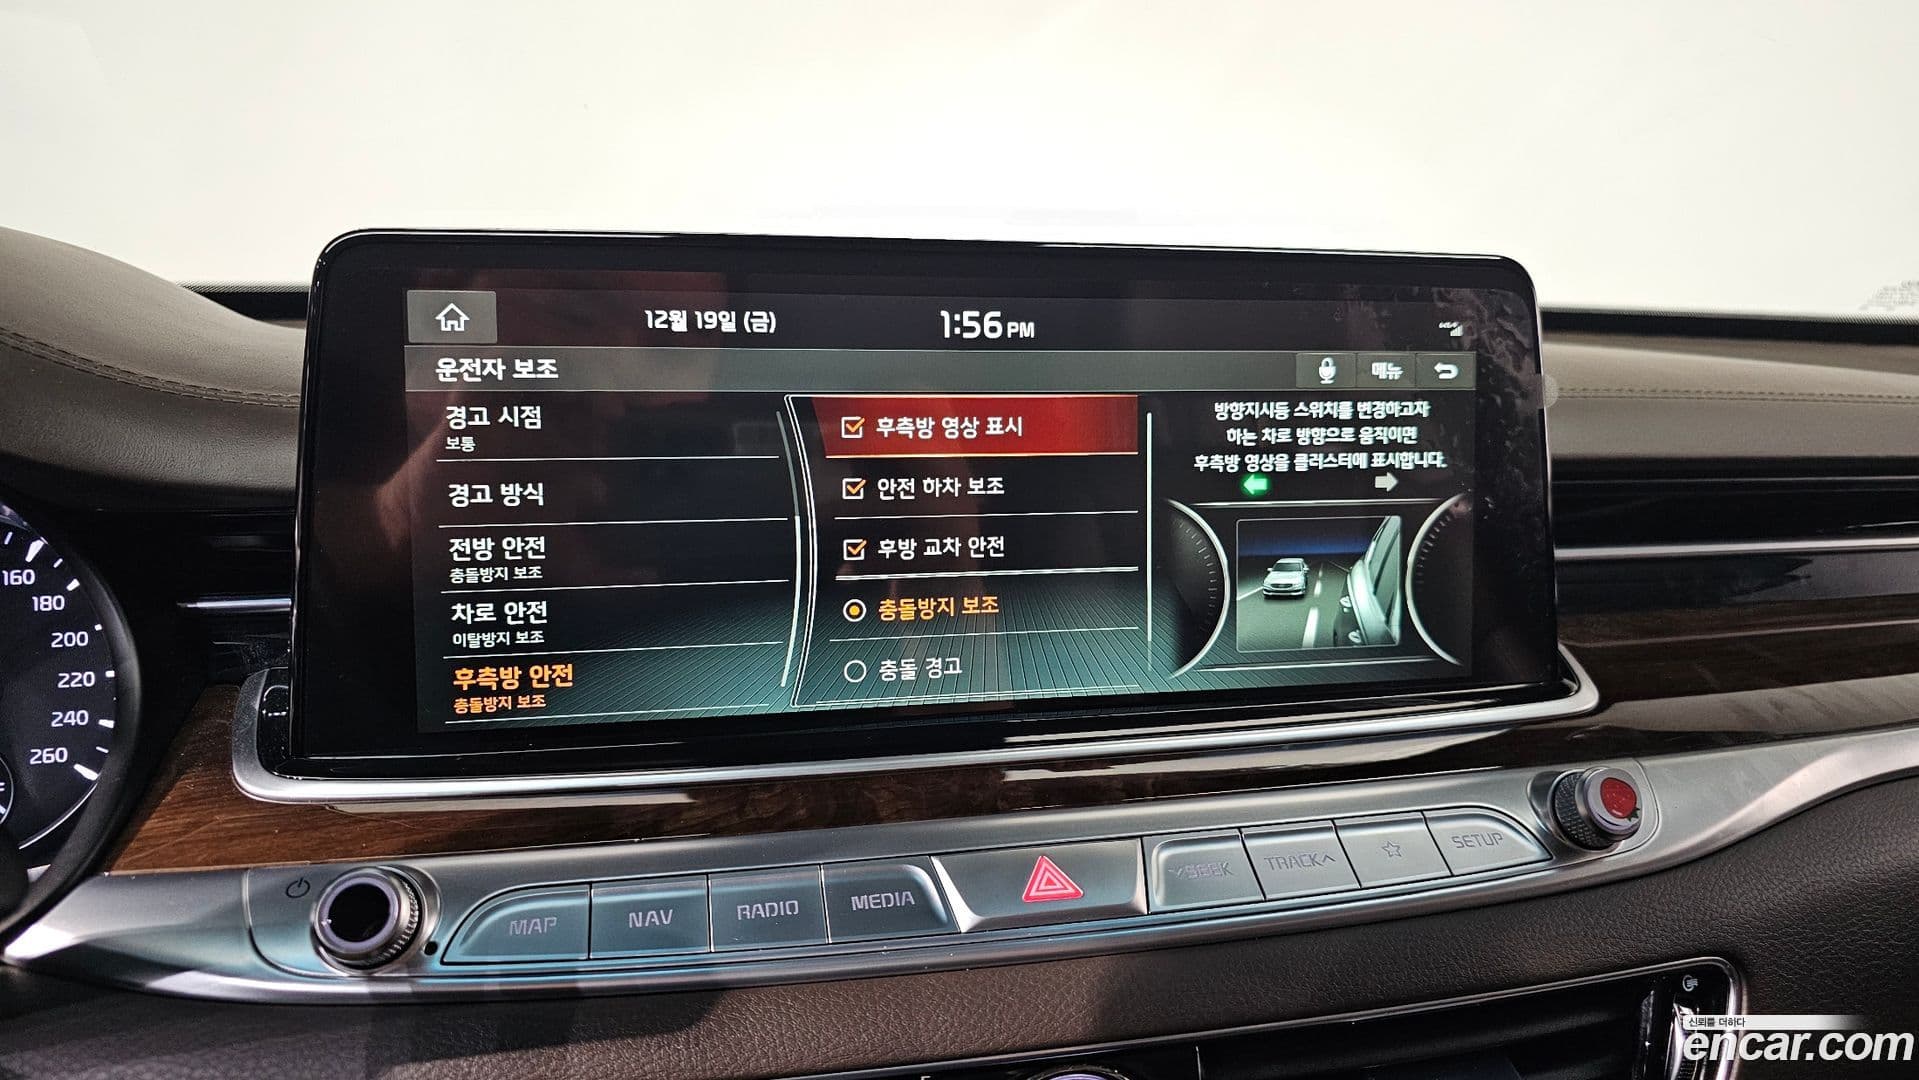 12월 19일 (금)
1:56 PM
운전자 보조
메뉴
경고 시점
보통
경고 방식
전방 안전
충돌방지 보조
차로 안전
이탈방지 보조
후측방 안전
충돌방지 보조
후측방 영상 표시
안전 하차 보조
후방 교차 안전
충돌방지 보조
충돌 경고
방향지시등 스위치를 변경하고자
하는 차로 방향으로 움직이면
후측방 영상을 클러스터에 표시합니다.
160
180
200
220
240
260
MAP
NAV
RADIO
MEDIA
SEEK
TRACK
SETUP
신뢰를 더하다
encar.com